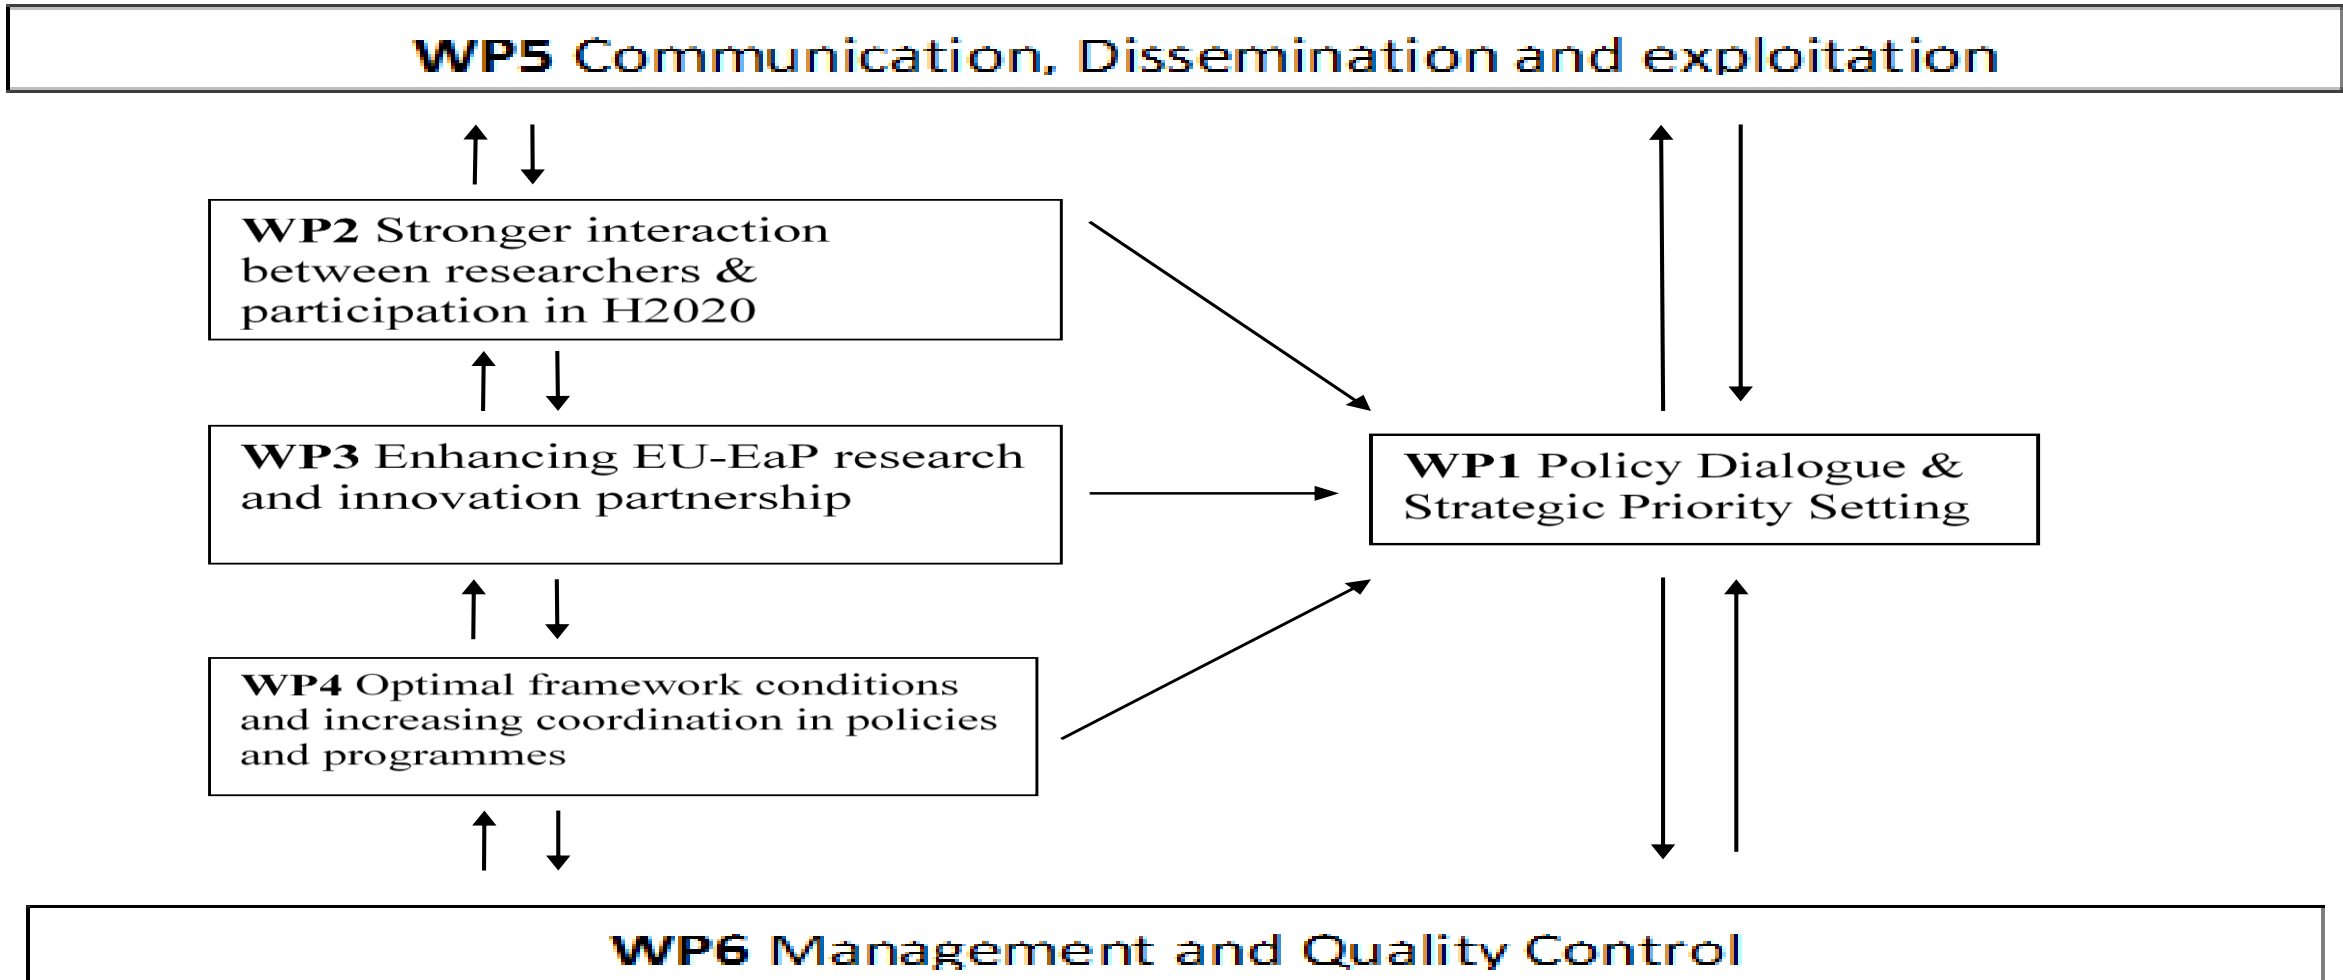 WP5 Communication, Dissemination and exploitation
WP2 Stronger interaction
between researchers &
participation in H2020
WP3 Enhancing EU-EaP research
and innovation partnership
WP1 Policy Dialogue &
Strategic Priority Setting
WP4 Optimal framework conditions
and increasing coordination in policies
and programmes
WP6 Management and Quality Control